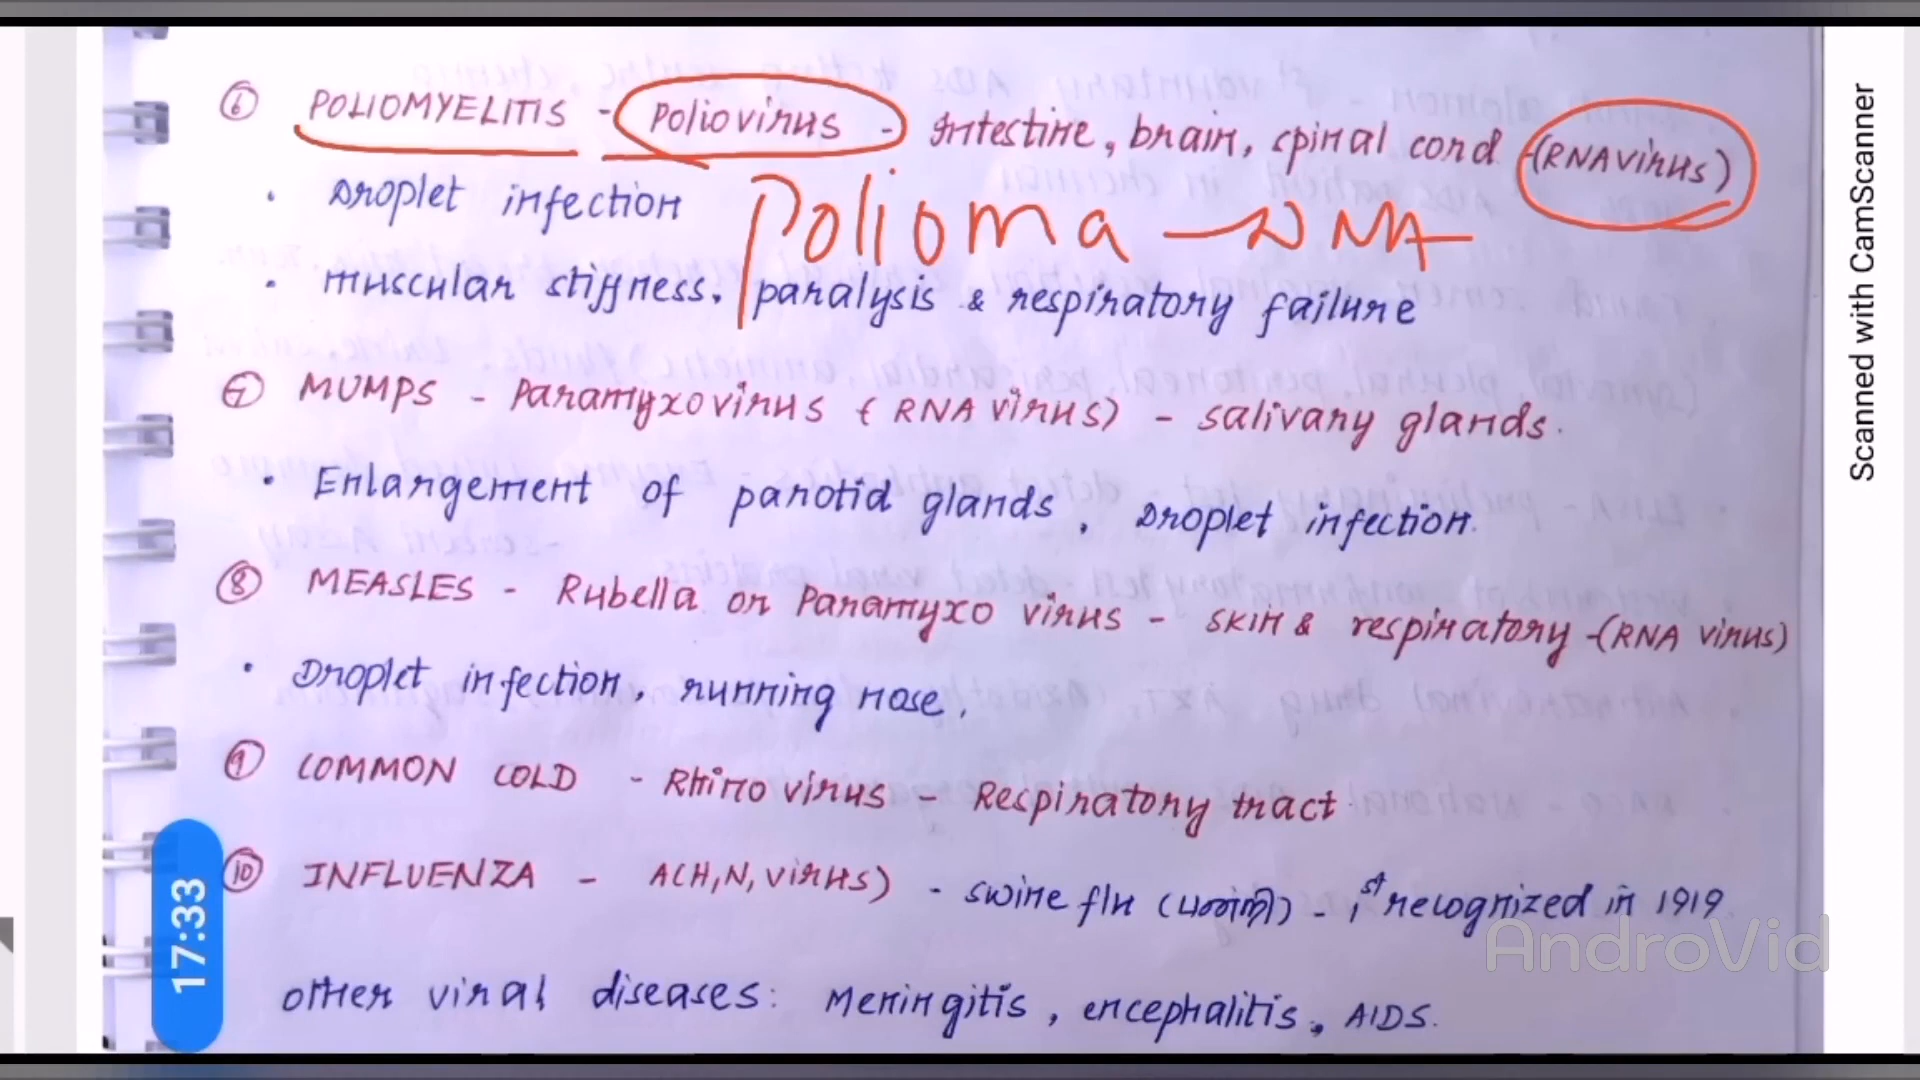 ⑥ POLIOMYELITIS - Poliovirus - Intestine, brain, spinal cord -(RNA virus)
• Droplet infection
Polioma - DNA
• muscular stiffness, paralysis & respiratory failure
⑦ MUMPS - Paramyxovirus (RNA virus) - salivary glands.
• Enlargement of parotid glands, Droplet infection.
⑧ MEASLES - Rubella or Paramyxo virus - skin & respiratory -(RNA virus)
• Droplet infection, running nose,
⑨ COMMON COLD - Rhinovirus - Respiratory tract
⑩ INFLUENZA - A(H,N, virus) - swine flu (பன்றி) - 1st recognized in 1919
other viral diseases: Meningitis, encephalitis, AIDS.
17:33
AndroVid
Scanned with CamScanner